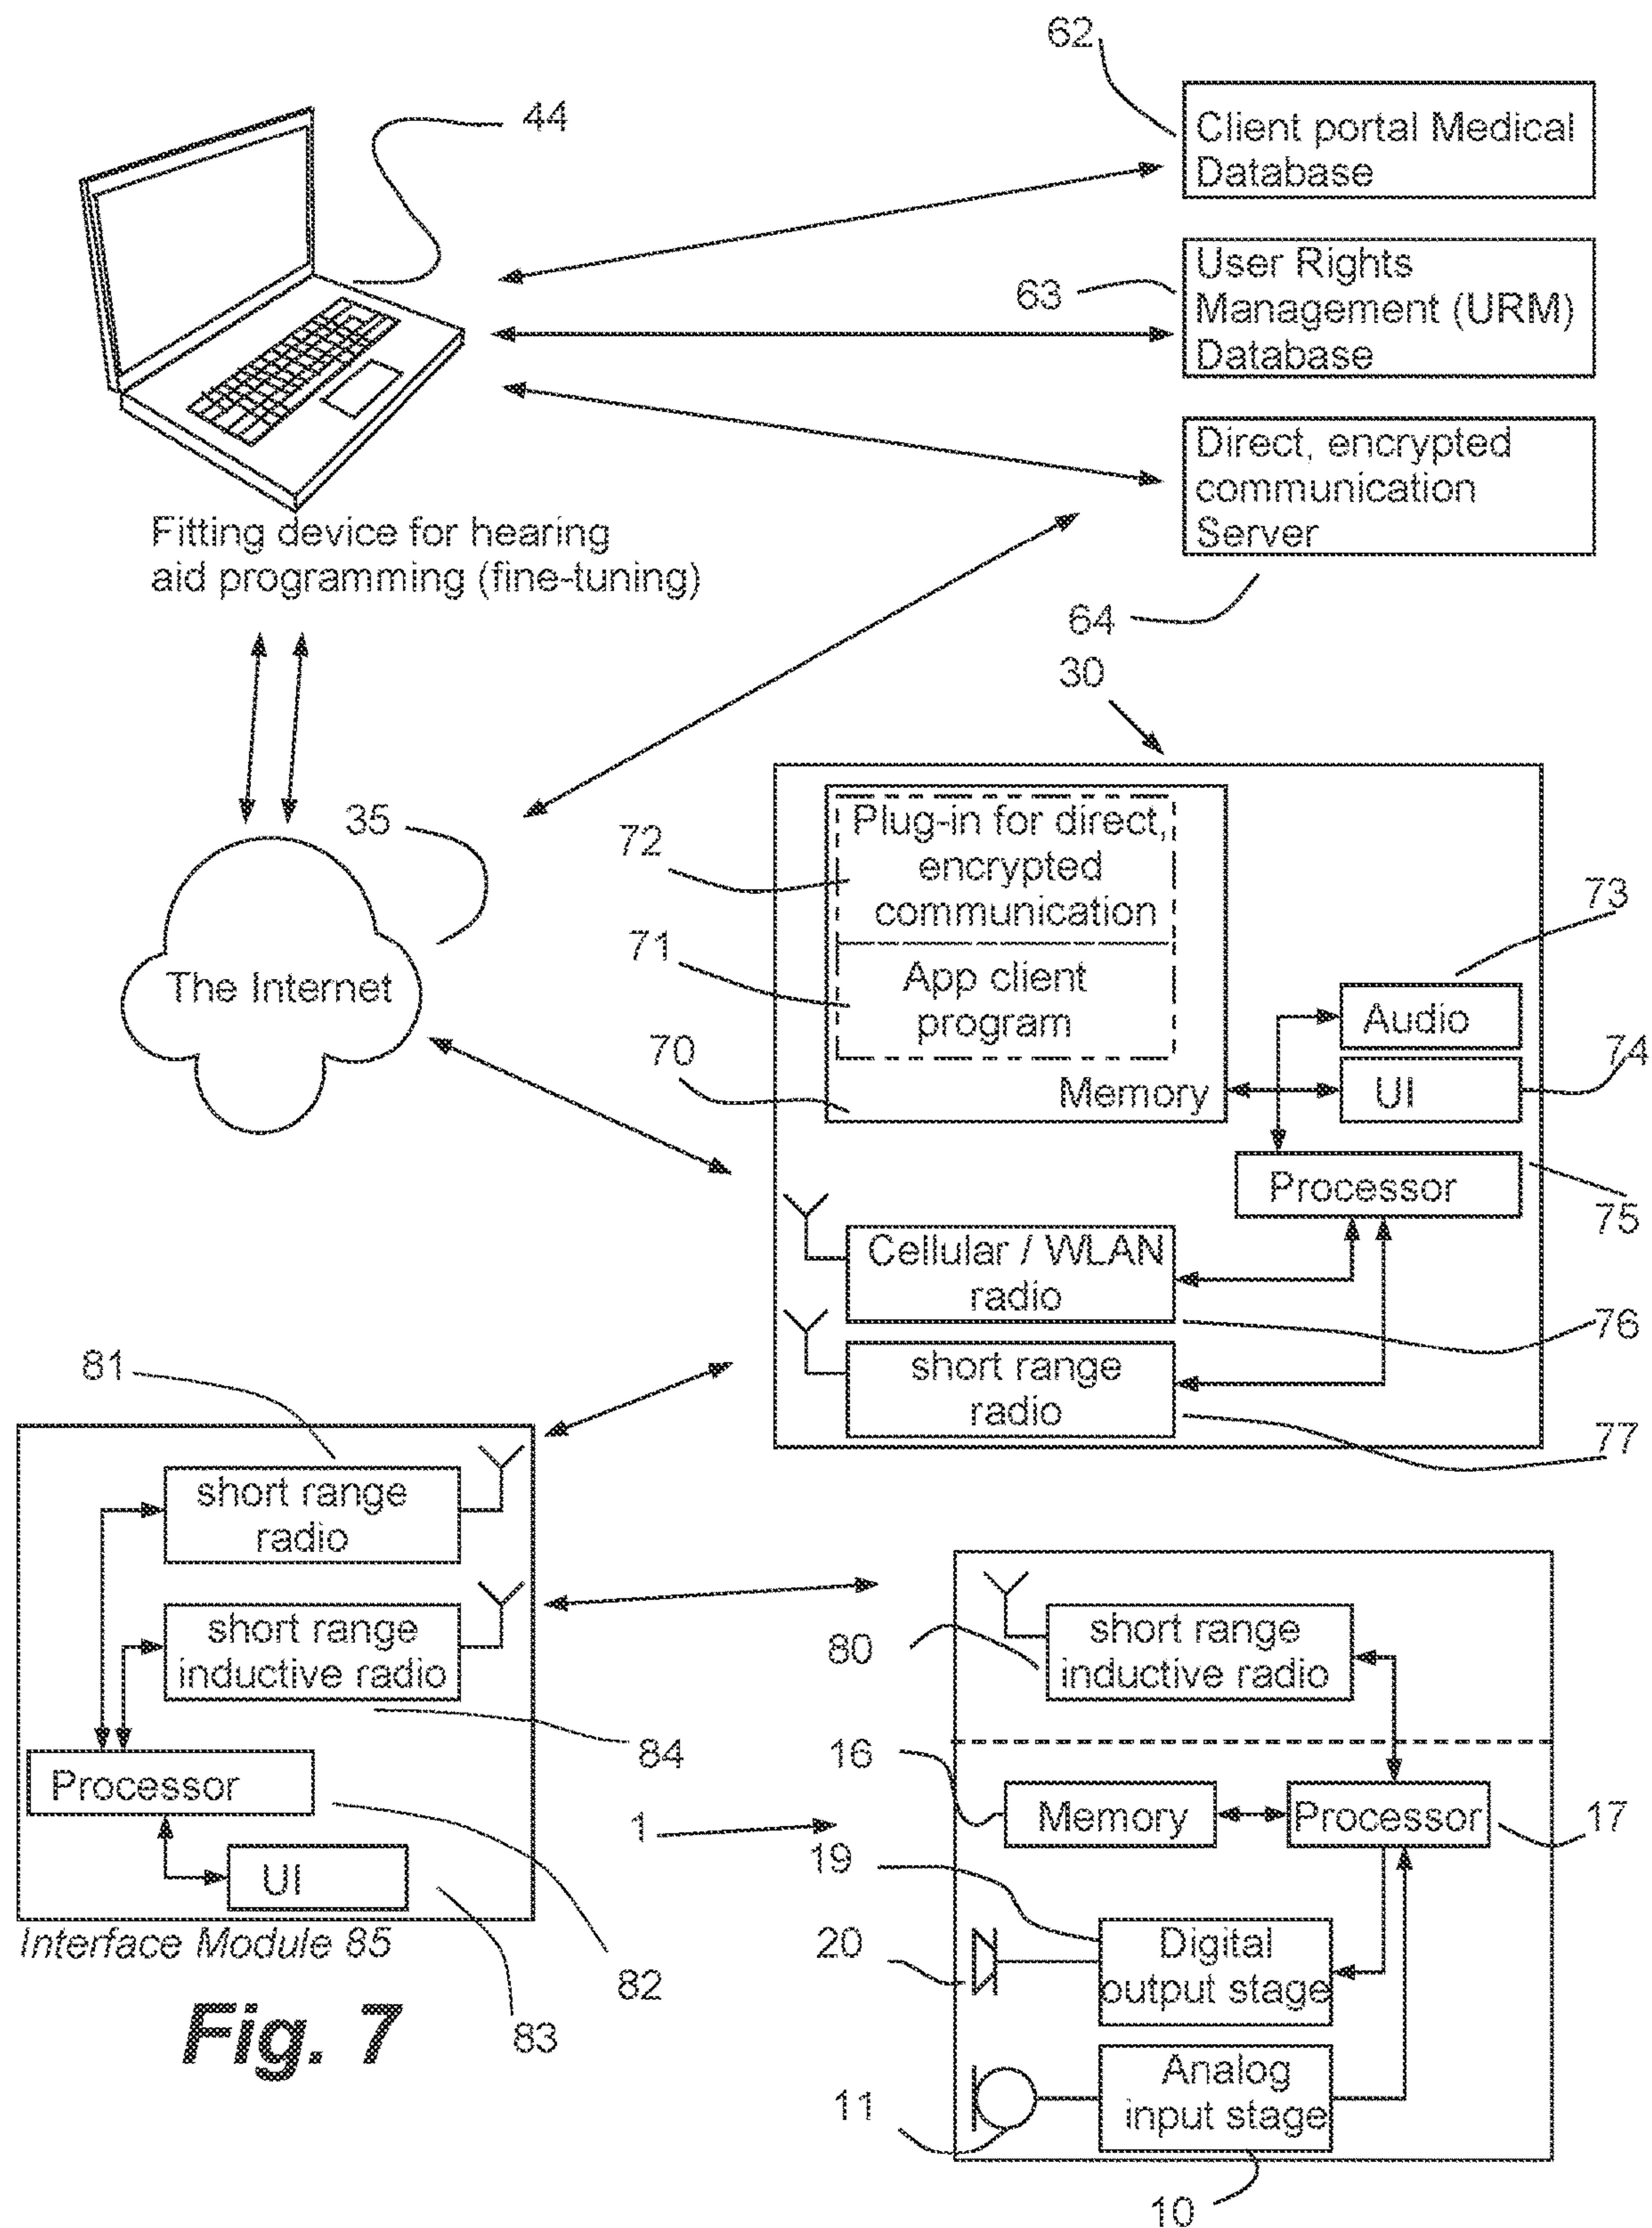 62
44
Client portal Medical
Database
63
User Rights
Management (URM)
Database
Direct, encrypted
communication
Server
Fitting device for hearing
aid programming (fine-tuning)
64
30
35
The Internet
72
Plug-in for direct,
encrypted
communication
71
App client
program
70
Memory
73
Audio
74
UI
Processor
75
Cellular / WLAN
radio
76
short range
radio
77
81
short range
radio
short range
inductive radio
84
Processor
82
UI
83
Interface Module 85
80
short range
inductive radio
16
Memory
Processor
17
1
19
20
Digital
output stage
11
Analog
input stage
10
Fig. 7